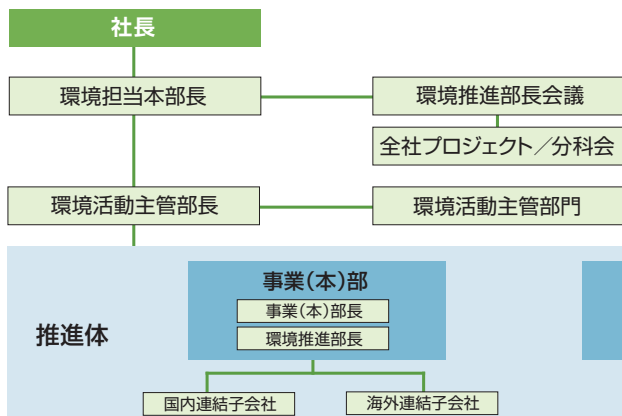 社長
環境担当本部長
環境推進部長会議
全社プロジェクト／分科会
環境活動主管部長
環境活動主管部門
推進体
事業（本）部
事業（本）部長
環境推進部長
国内連結子会社
海外連結子会社